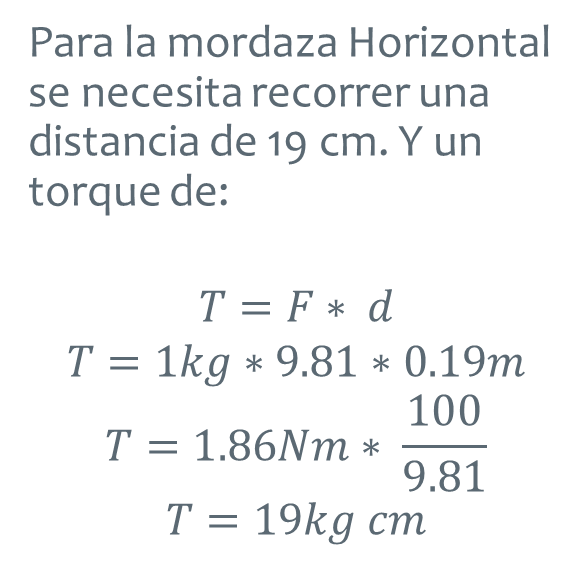 Para la mordaza Horizontal
se necesita recorrer una
distancia de 19 cm. Y un
torque de:
T = F ∗ d
T = 1kg ∗ 9.81 ∗ 0.19m
T = 1.86Nm ∗ 100/9.81
T = 19kg cm